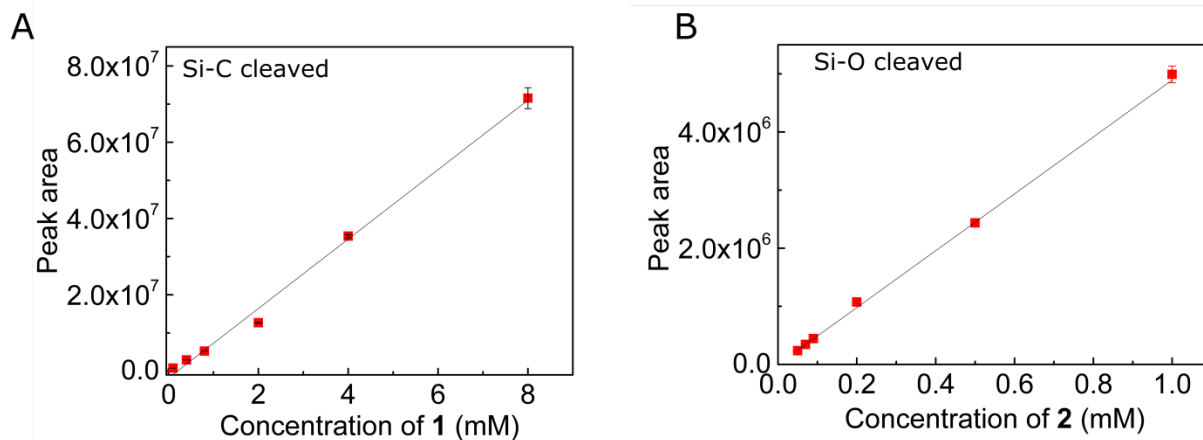 A
Si-C cleaved
Peak area
8.0x10⁷
6.0x10⁷
4.0x10⁷
2.0x10⁷
0.0
0 2 4 6 8
Concentration of 1 (mM)
B
Si-O cleaved
Peak area
4.0x10⁶
2.0x10⁶
0.0
0.0 0.2 0.4 0.6 0.8 1.0
Concentration of 2 (mM)